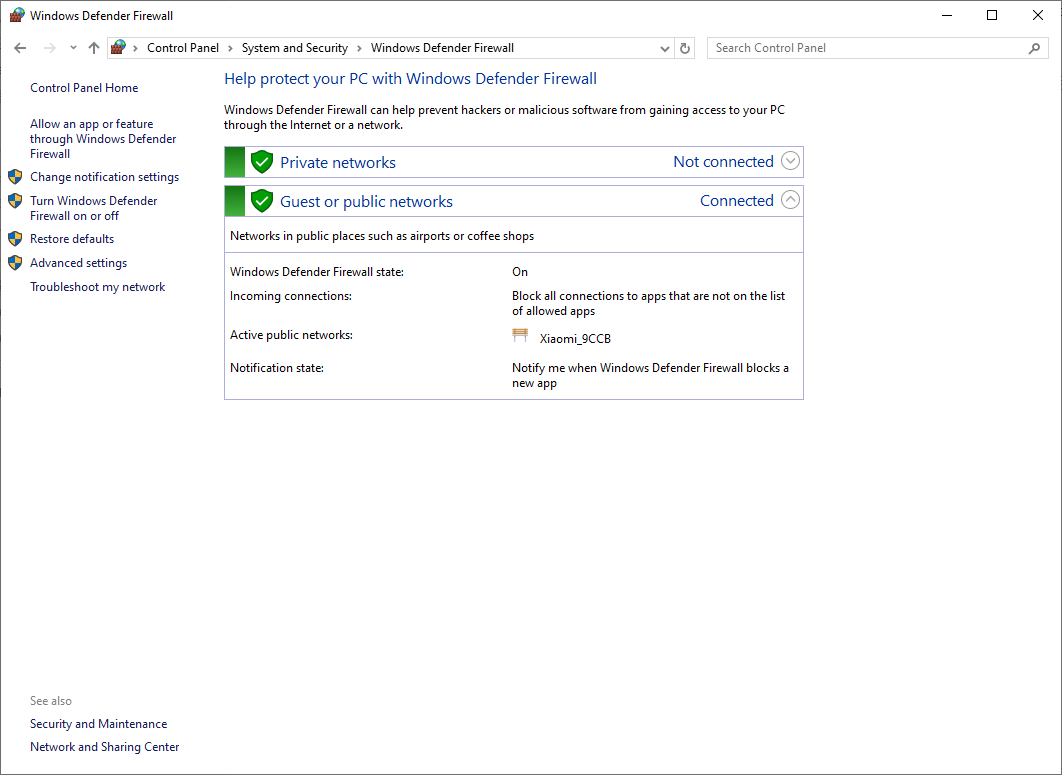 Windows Defender Firewall
Control Panel > System and Security > Windows Defender Firewall
Search Control Panel
Control Panel Home
Allow an app or feature
through Windows Defender
Firewall
Change notification settings
Turn Windows Defender
Firewall on or off
Restore defaults
Advanced settings
Troubleshoot my network
Help protect your PC with Windows Defender Firewall
Windows Defender Firewall can help prevent hackers or malicious software from gaining access to your PC
through the Internet or a network.
Private networks
Not connected
Guest or public networks
Connected
Networks in public places such as airports or coffee shops
Windows Defender Firewall state:
On
Incoming connections:
Block all connections to apps that are not on the list
of allowed apps
Active public networks:
Xiaomi_9CCB
Notification state:
Notify me when Windows Defender Firewall blocks a
new app
See also
Security and Maintenance
Network and Sharing Center